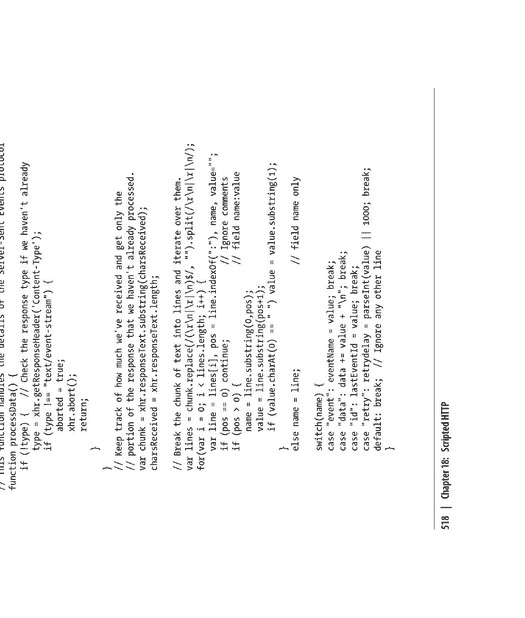 // This function handles the details of the Server-Sent Events protocol
function processData() {
if (!type) {   // Check the response type if we haven't already
type = xhr.getResponseHeader('Content-Type');
if (type !== "text/event-stream") {
aborted = true;
xhr.abort();
return;
}
}
// Keep track of how much we've received and get only the
// portion of the response that we haven't already processed.
var chunk = xhr.responseText.substring(charsReceived);
charsReceived = xhr.responseText.length;
// Break the chunk of text into lines and iterate over them.
var lines = chunk.replace(/(\r\n|\r|\n)$/, "").split(/\r\n|\r|\n/);
for(var i = 0; i < lines.length; i++) {
var line = lines[i], pos = line.indexOf(":"), name, value="";
if (pos == 0) continue;               // Ignore comments
if (pos > 0) {                        // field name:value
name = line.substring(0,pos);
value = line.substring(pos+1);
if (value.charAt(0) == " ") value = value.substring(1);
}
else name = line;                     // field name only
switch(name) {
case "event": eventName = value; break;
case "data": data += value + "\n"; break;
case "id": lastEventId = value; break;
case "retry": retrydelay = parseInt(value) || 1000; break;
default: break;  // Ignore any other line
}
518 | Chapter 18: Scripted HTTP